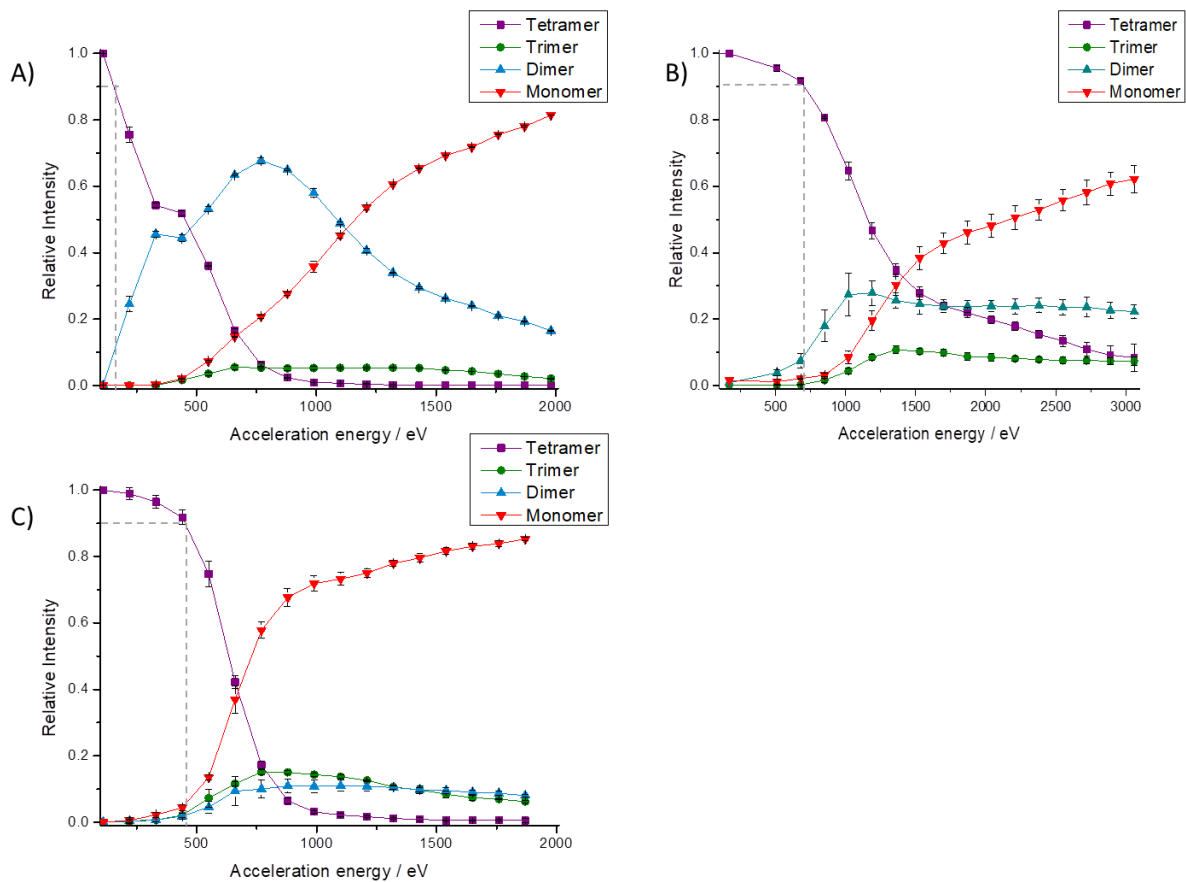 A)
Tetramer
Trimer
Dimer
Monomer
1.0
0.8
0.6
0.4
0.2
0.0
Relative Intensity
500
1000
1500
2000
Acceleration energy / eV
B)
Tetramer
Trimer
Dimer
Monomer
1.0
0.8
0.6
0.4
0.2
0.0
Relative Intensity
500
1000
1500
2000
2500
3000
Acceleration energy / eV
C)
Tetramer
Trimer
Dimer
Monomer
1.0
0.8
0.6
0.4
0.2
0.0
Relative Intensity
500
1000
1500
2000
Acceleration energy / eV